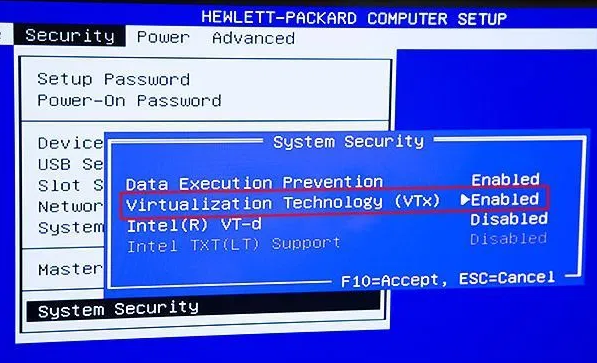 HEWLETT-PACKARD COMPUTER SETUP
Security Power Advanced
Setup Password
Power-On Password
Device
USB Se
Slot S
Networ
System
Master
System Security
System Security
Data Execution Prevention Enabled
Virtualization Technology (VTx) ▶Enabled
Intel(R) VT-d Disabled
Intel TXT(LT) Support Disabled
F10=Accept, ESC=Cancel